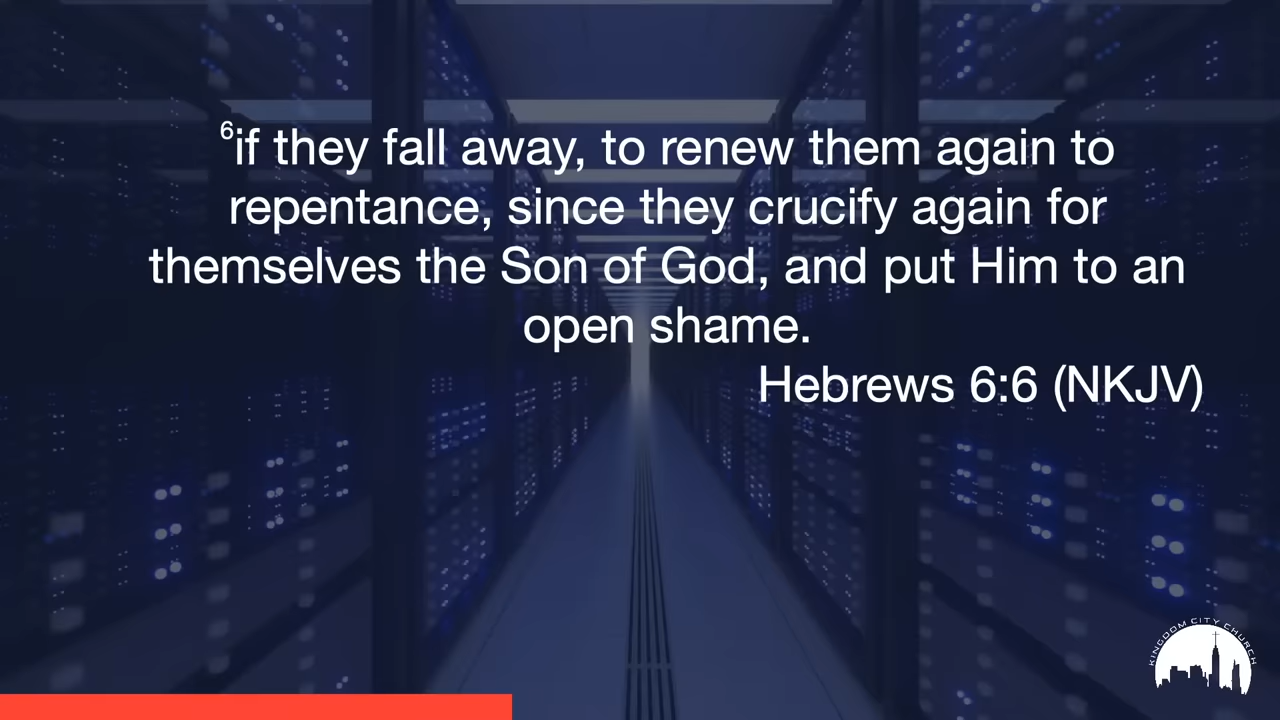 6if they fall away, to renew them again to
repentance, since they crucify again for
themselves the Son of God, and put Him to an
open shame.
Hebrews 6:6 (NKJV)
KINGDOM CITY CHURCH